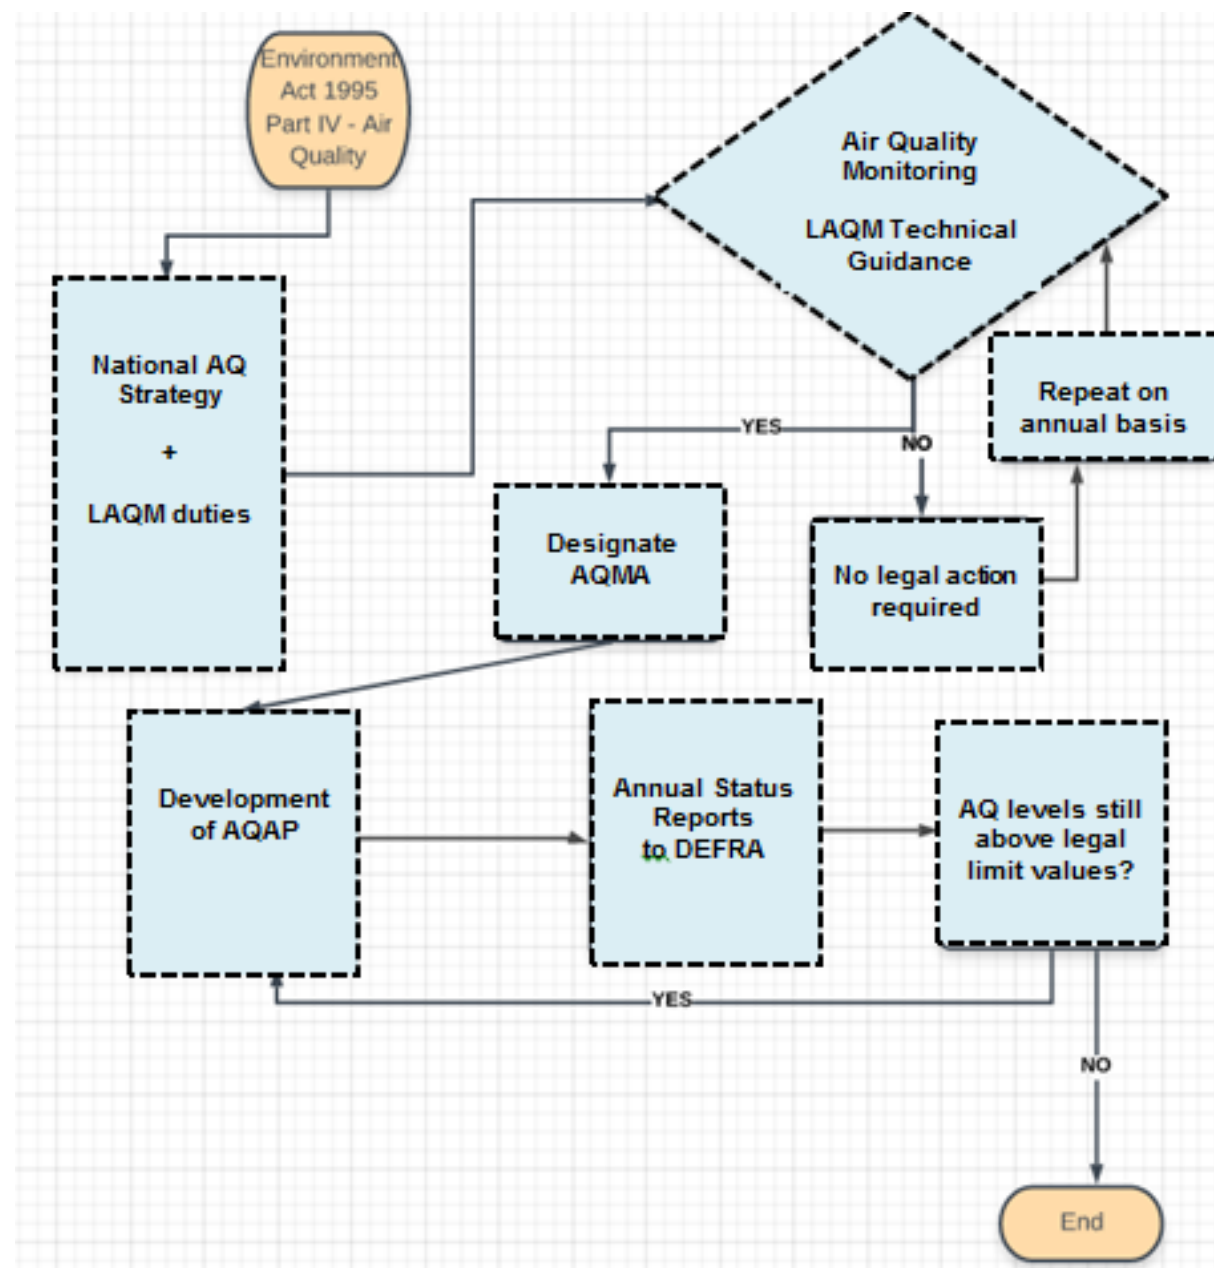 Environment
Act 1995
Part IV - Air
Quality
Air Quality
Monitoring
LAQM Technical
Guidance
National AQ
Strategy
+
LAQM duties
Repeat on
annual basis
YES
NO
Designate
AQMA
No legal action
required
Development
of AQAP
Annual Status
Reports
to DEFRA
AQ levels still
above legal
limit values?
YES
NO
End